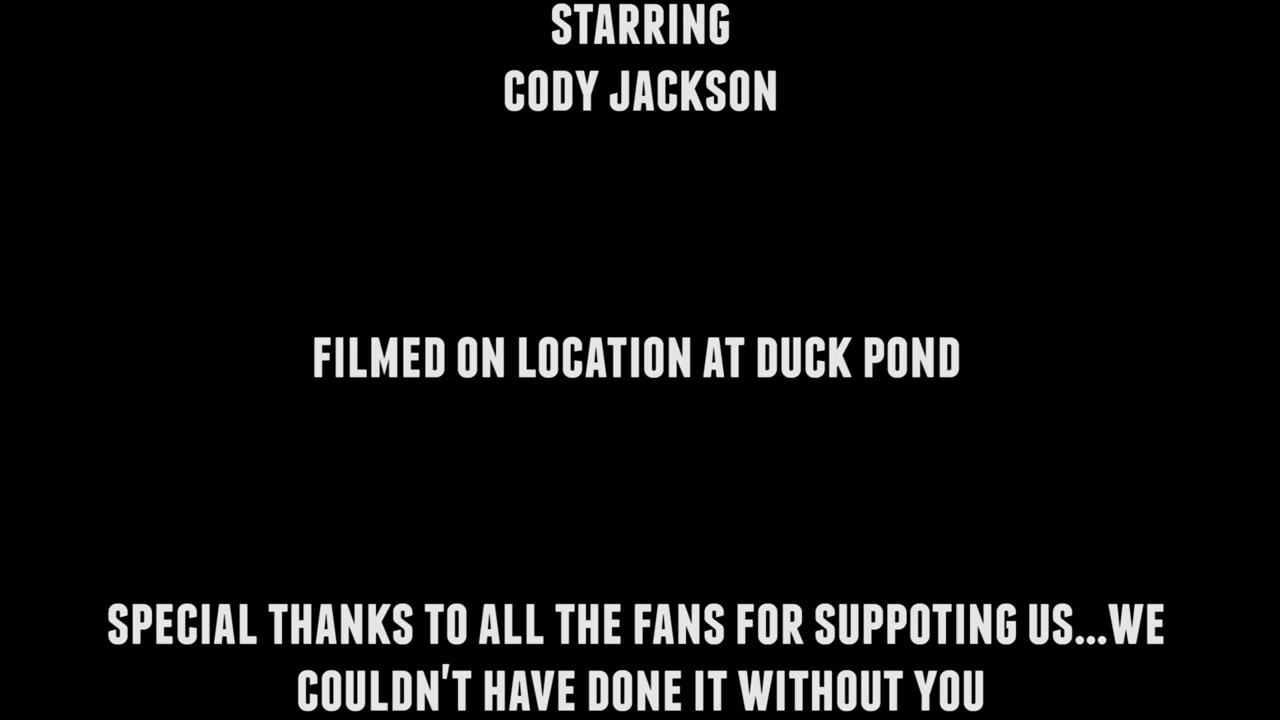 STARRING
CODY JACKSON
FILMED ON LOCATION AT DUCK POND
SPECIAL THANKS TO ALL THE FANS FOR SUPPOTING US...WE
COULDN'T HAVE DONE IT WITHOUT YOU